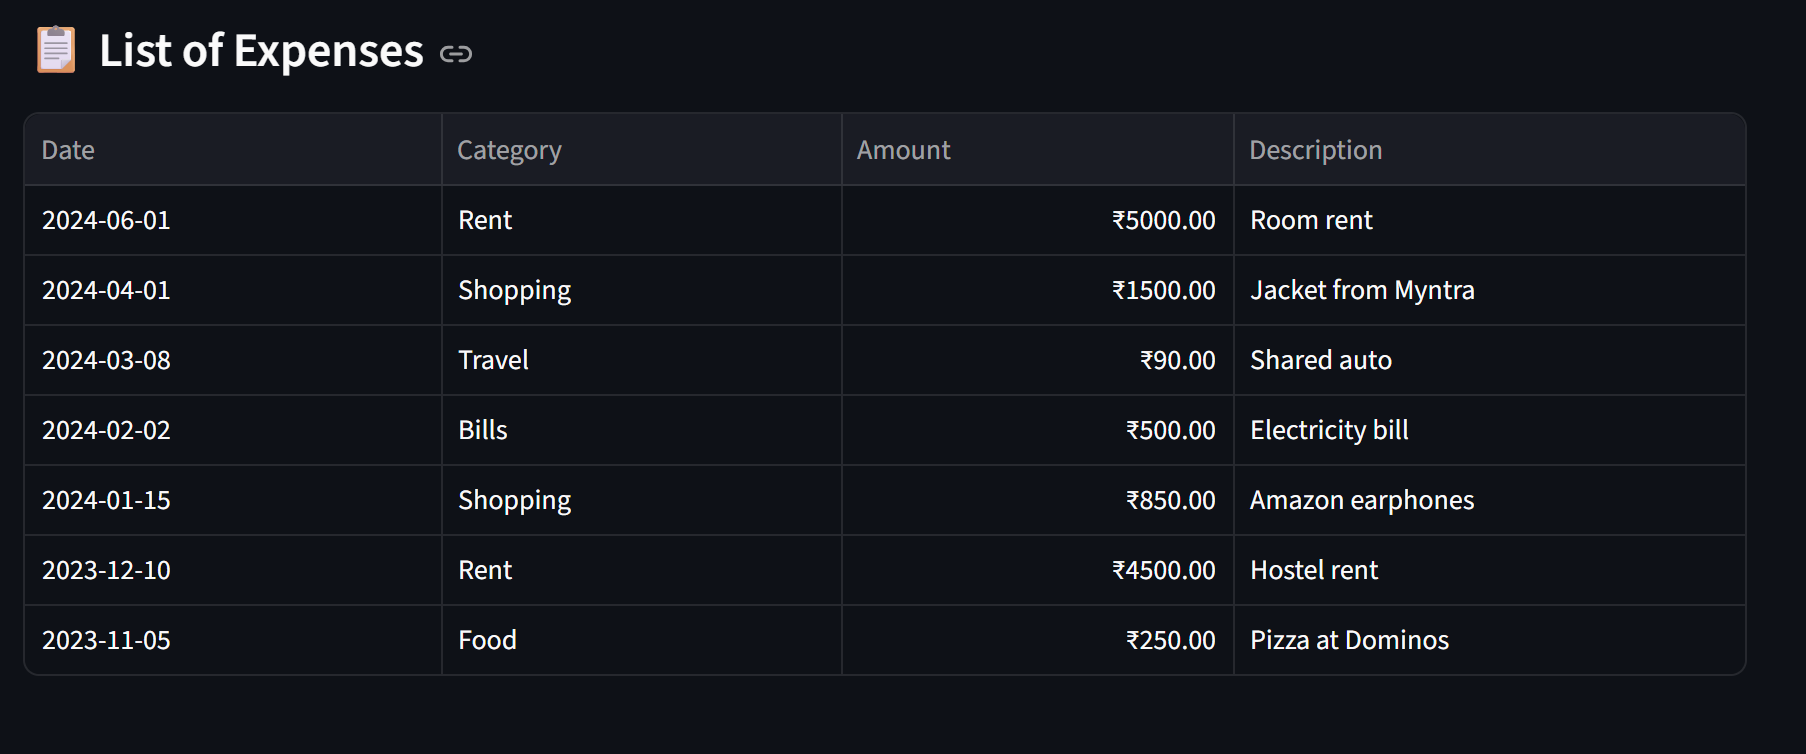 List of Expenses
Date Category Amount Description
2024-06-01 Rent ₹5000.00 Room rent
2024-04-01 Shopping ₹1500.00 Jacket from Myntra
2024-03-08 Travel ₹90.00 Shared auto
2024-02-02 Bills ₹500.00 Electricity bill
2024-01-15 Shopping ₹850.00 Amazon earphones
2023-12-10 Rent ₹4500.00 Hostel rent
2023-11-05 Food ₹250.00 Pizza at Dominos